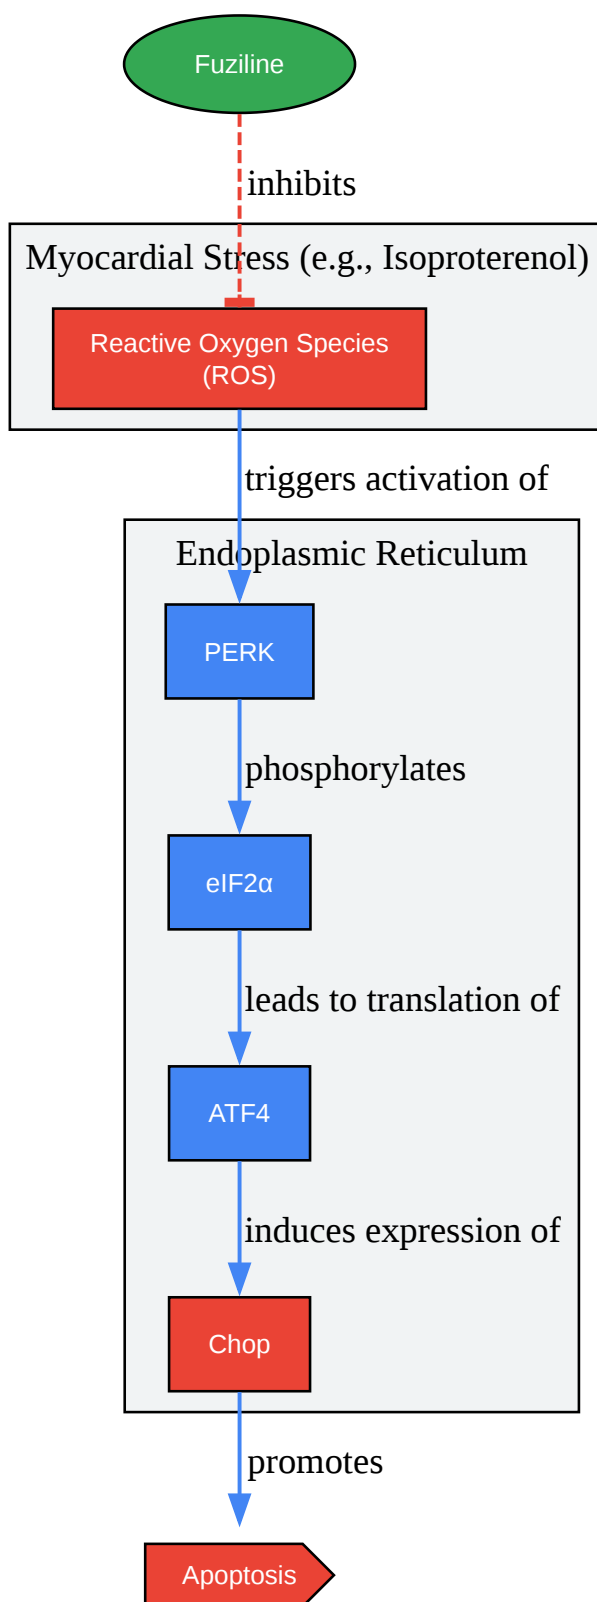 Fuziline
inhibits
Myocardial Stress (e.g., Isoproterenol)
Reactive Oxygen Species
(ROS)
triggers activation of
Endoplasmic Reticulum
PERK
phosphorylates
eIF2α
leads to translation of
ATF4
induces expression of
Chop
promotes
Apoptosis